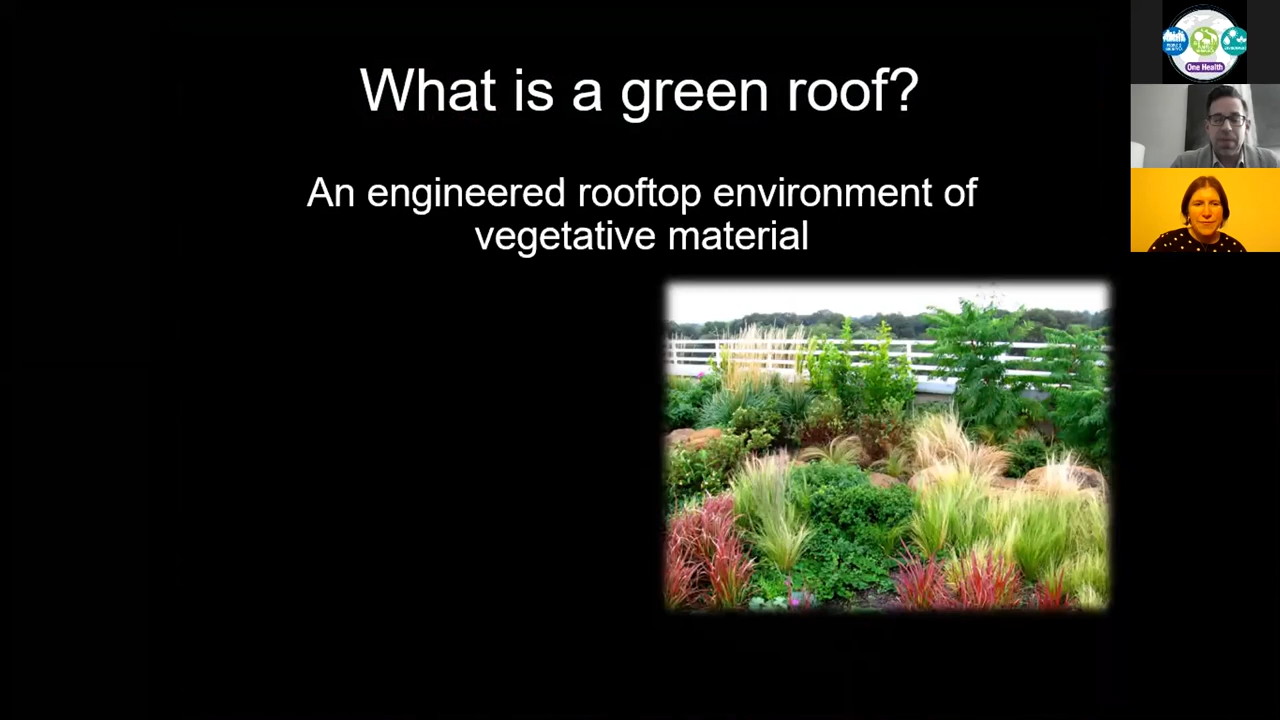 What is a green roof?
An engineered rooftop environment of
vegetative material
One Health